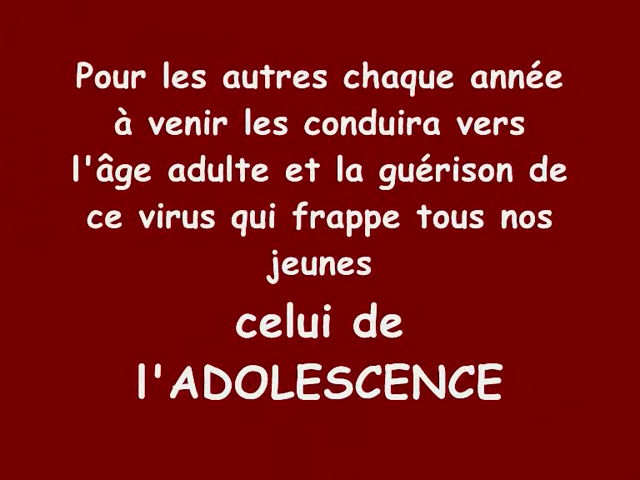 Pour les autres chaque année
à venir les conduira vers
l'âge adulte et la guérison de
ce virus qui frappe tous nos
jeunes
celui de
l'ADOLESCENCE